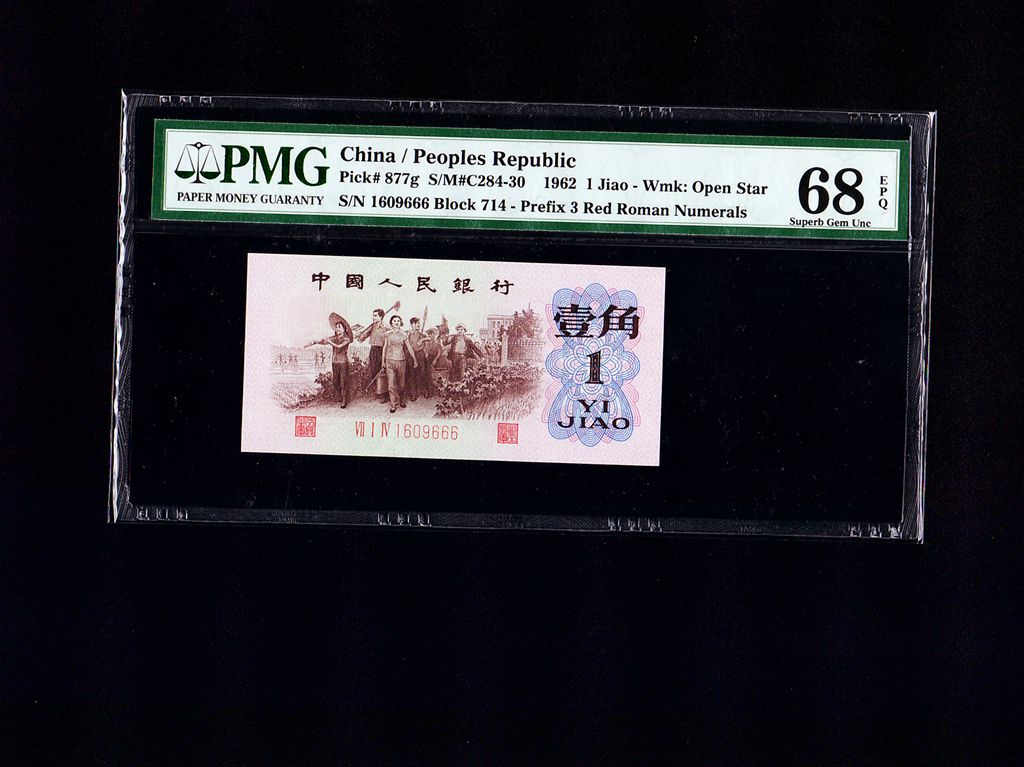 PMG
PAPER MONEY GUARANTY
China / Peoples Republic
Pick# 877g S/M#C284-30 1962 1 Jiao - Wmk: Open Star
S/N 1609666 Block 714 - Prefix 3 Red Roman Numerals
68
EPQ
Superb Gem Unc
中國人民銀行
壹角
1
YI
JIAO
VII I IV 1609666